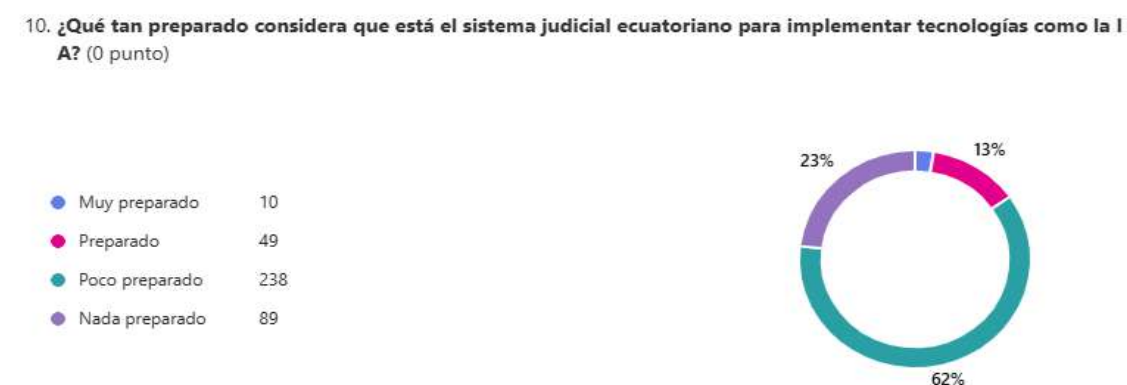 10. ¿Qué tan preparado considera que está el sistema judicial ecuatoriano para implementar tecnologías como la I
A? (0 punto)
13%
23%
Muy preparado 10
Preparado 49
Poco preparado 238
Nada preparado 89
62%